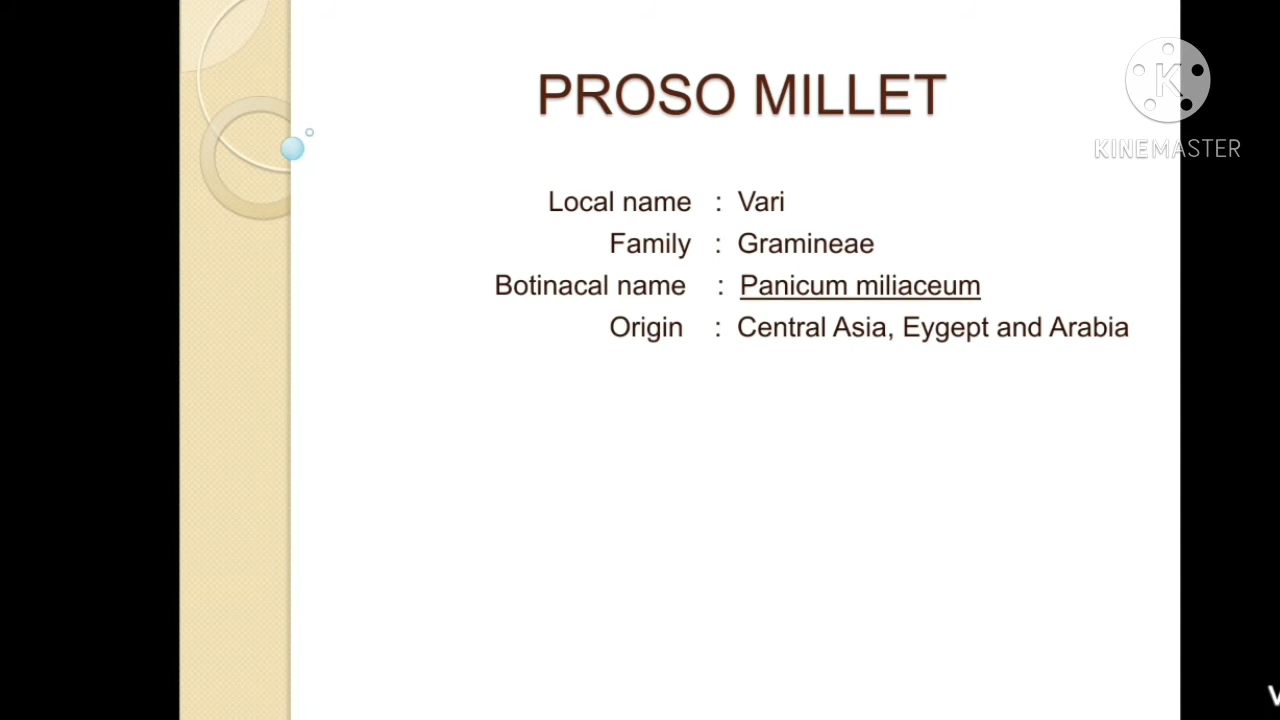 PROSO MILLET
K
KINEMASTER
Local name : Vari
Family : Gramineae
Botinacal name : Panicum miliaceum
Origin : Central Asia, Eygept and Arabia